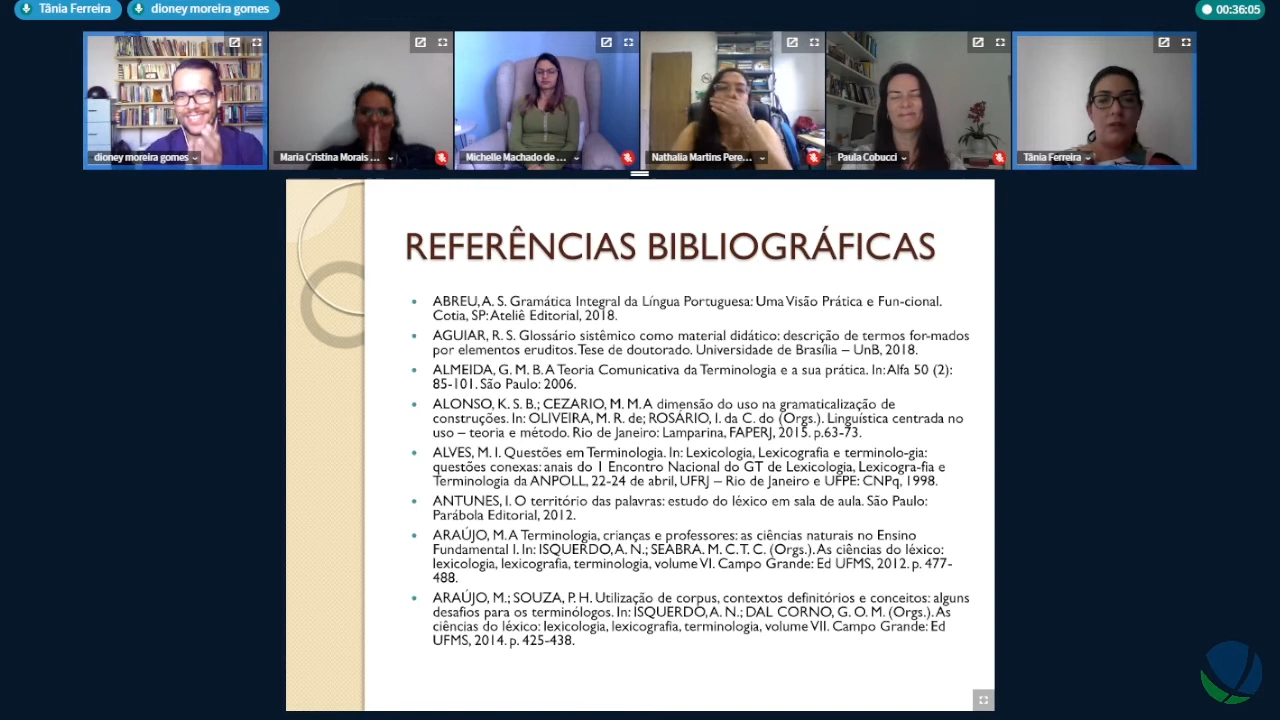 Tânia Ferreira
dioney moreira gomes
00:36:05
dioney moreira gomes
Maria Cristina Morais ...
Michelle Machado de ...
Nathalia Martins Pere...
Paula Cobucci
Tânia Ferreira
REFERÊNCIAS BIBLIOGRÁFICAS
• ABREU, A. S. Gramática Integral da Língua Portuguesa: Uma Visão Prática e Fun-cional.
Cotia, SP: Ateliê Editorial, 2018.
• AGUIAR, R. S. Glossário sistêmico como material didático: descrição de termos for-mados
por elementos eruditos. Tese de doutorado. Universidade de Brasília – UnB, 2018.
• ALMEIDA, G. M. B. A Teoria Comunicativa da Terminologia e a sua prática. In: Alfa 50 (2):
85-101. São Paulo: 2006.
• ALONSO, K. S. B.; CEZARIO, M. M. A dimensão do uso na gramaticalização de
construções. In: OLIVEIRA, M. R. de; ROSÁRIO, I. da C. do (Orgs.). Linguística centrada no
uso – teoria e método. Rio de Janeiro: Lamparina, FAPERJ, 2015. p.63-73.
• ALVES, M. I. Questões em Terminologia. In: Lexicologia, Lexicografia e terminolo-gia:
questões conexas: anais do I Encontro Nacional do GT de Lexicologia, Lexicogra-fia e
Terminologia da ANPOLL, 22-24 de abril, UFRJ – Rio de Janeiro e UFPE: CNPq, 1998.
• ANTUNES, I. O território das palavras: estudo do léxico em sala de aula. São Paulo:
Parábola Editorial, 2012.
• ARAÚJO, M. A Terminologia, crianças e professores: as ciências naturais no Ensino
Fundamental I. In: ISQUERDO, A. N.; SEABRA. M. C. T. C. (Orgs.). As ciências do léxico:
lexicologia, lexicografia, terminologia, volume VI. Campo Grande: Ed UFMS, 2012. p. 477-
488.
• ARAÚJO, M.; SOUZA, P. H. Utilização de corpus, contextos definitórios e conceitos: alguns
desafios para os terminólogos. In: ISQUERDO, A. N.; DAL CORNO, G. O. M. (Orgs.). As
ciências do léxico: lexicologia, lexicografia, terminologia, volume VII. Campo Grande: Ed
UFMS, 2014. p. 425-438.